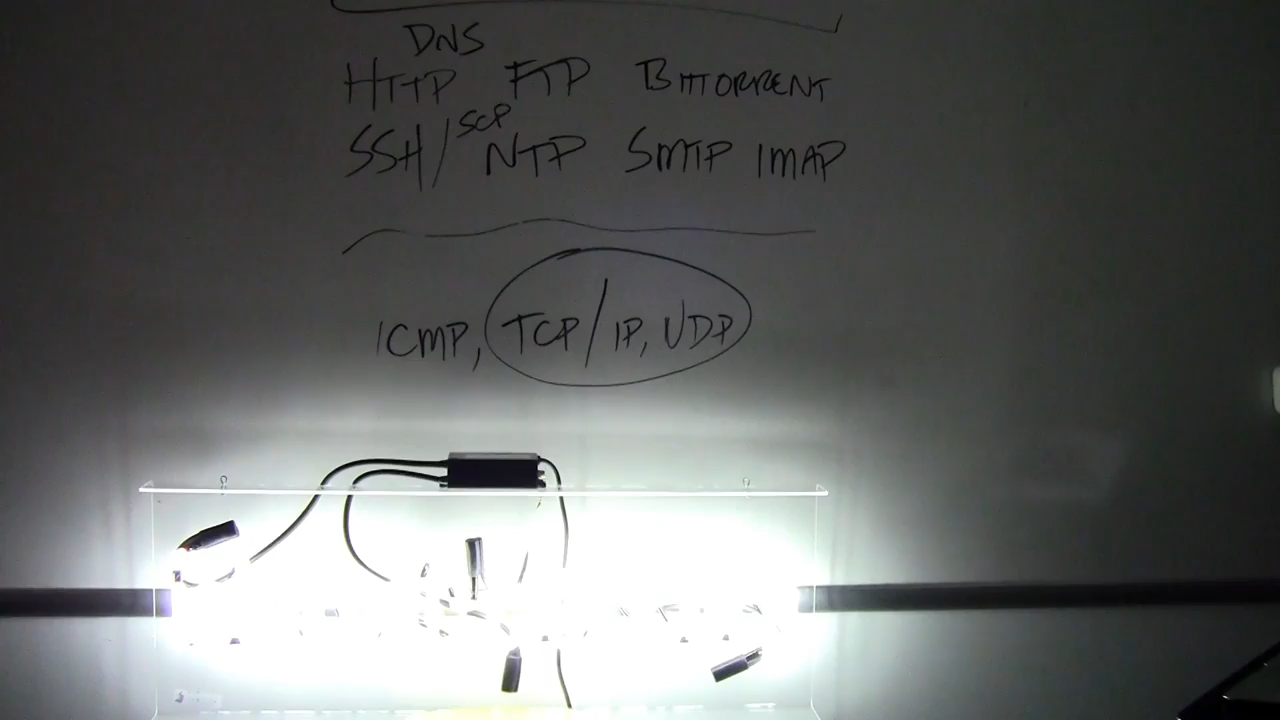 DNS
HTTP FTP BITTORRENT
SSH/SCP NTP SMTP IMAP
ICMP, TCP/IP, UDP